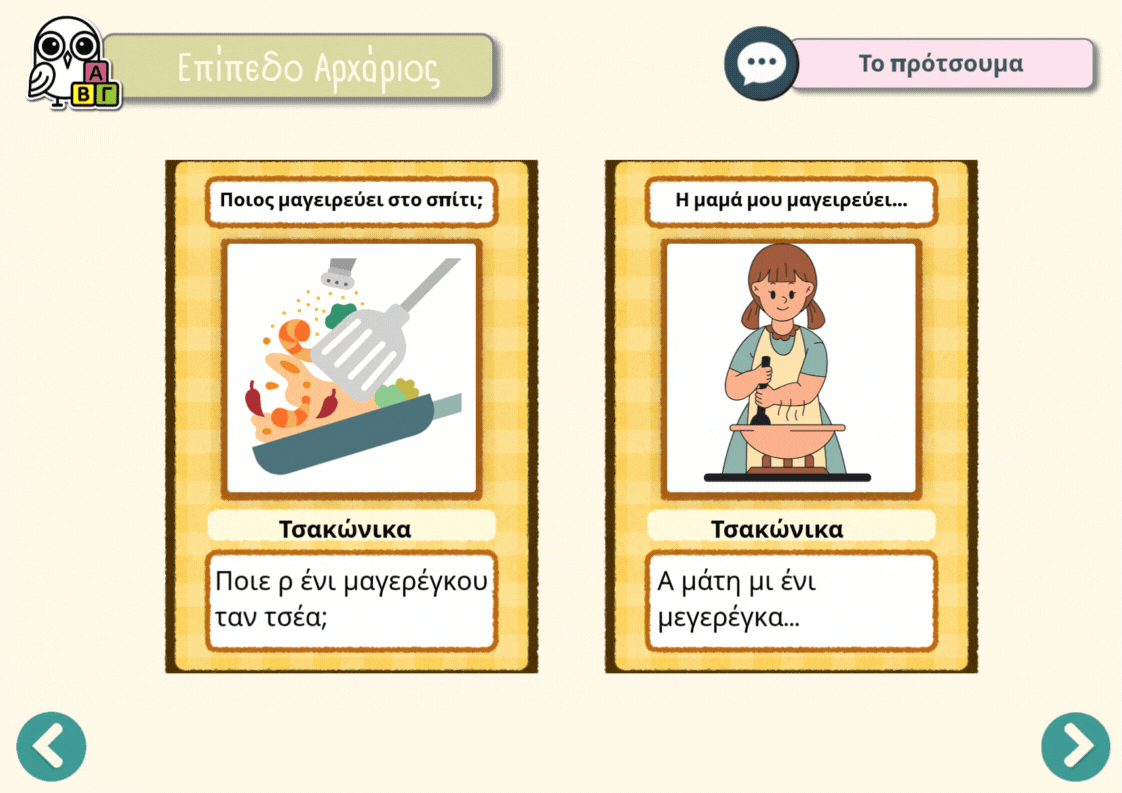 Επίπεδο Αρχάριος
Το πρότσουμα
Α
Β Γ
Ποιος μαγειρεύει στο σπίτι;
Τσακώνικα
Ποιε ρ ένι μαγερέγκου
ταν τσέα;
Η μαμά μου μαγειρεύει...
Τσακώνικα
Α μάτη μι ένι
μεγερέγκα...